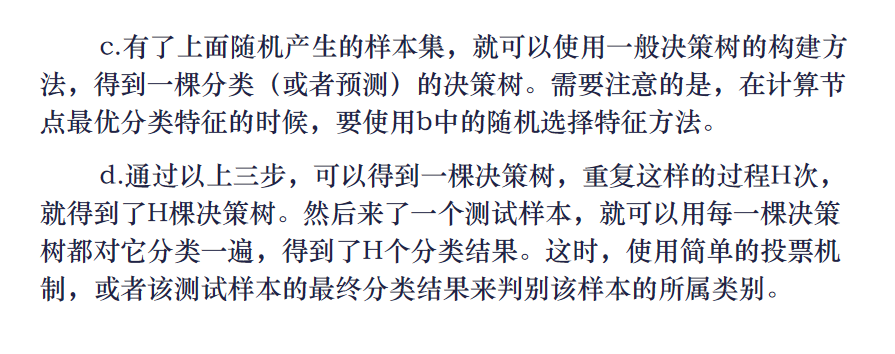 c.有了上面随机产生的样本集，就可以使用一般决策树的构建方
法，得到一棵分类（或者预测）的决策树。需要注意的是，在计算节
点最优分类特征的时候，要使用b中的随机选择特征方法。
d.通过以上三步，可以得到一棵决策树，重复这样的过程H次，
就得到了H棵决策树。然后来了一个测试样本，就可以用每一棵决策
树都对它分类一遍，得到了H个分类结果。这时，使用简单的投票机
制，或者该测试样本的最终分类结果来判别该样本的所属类别。